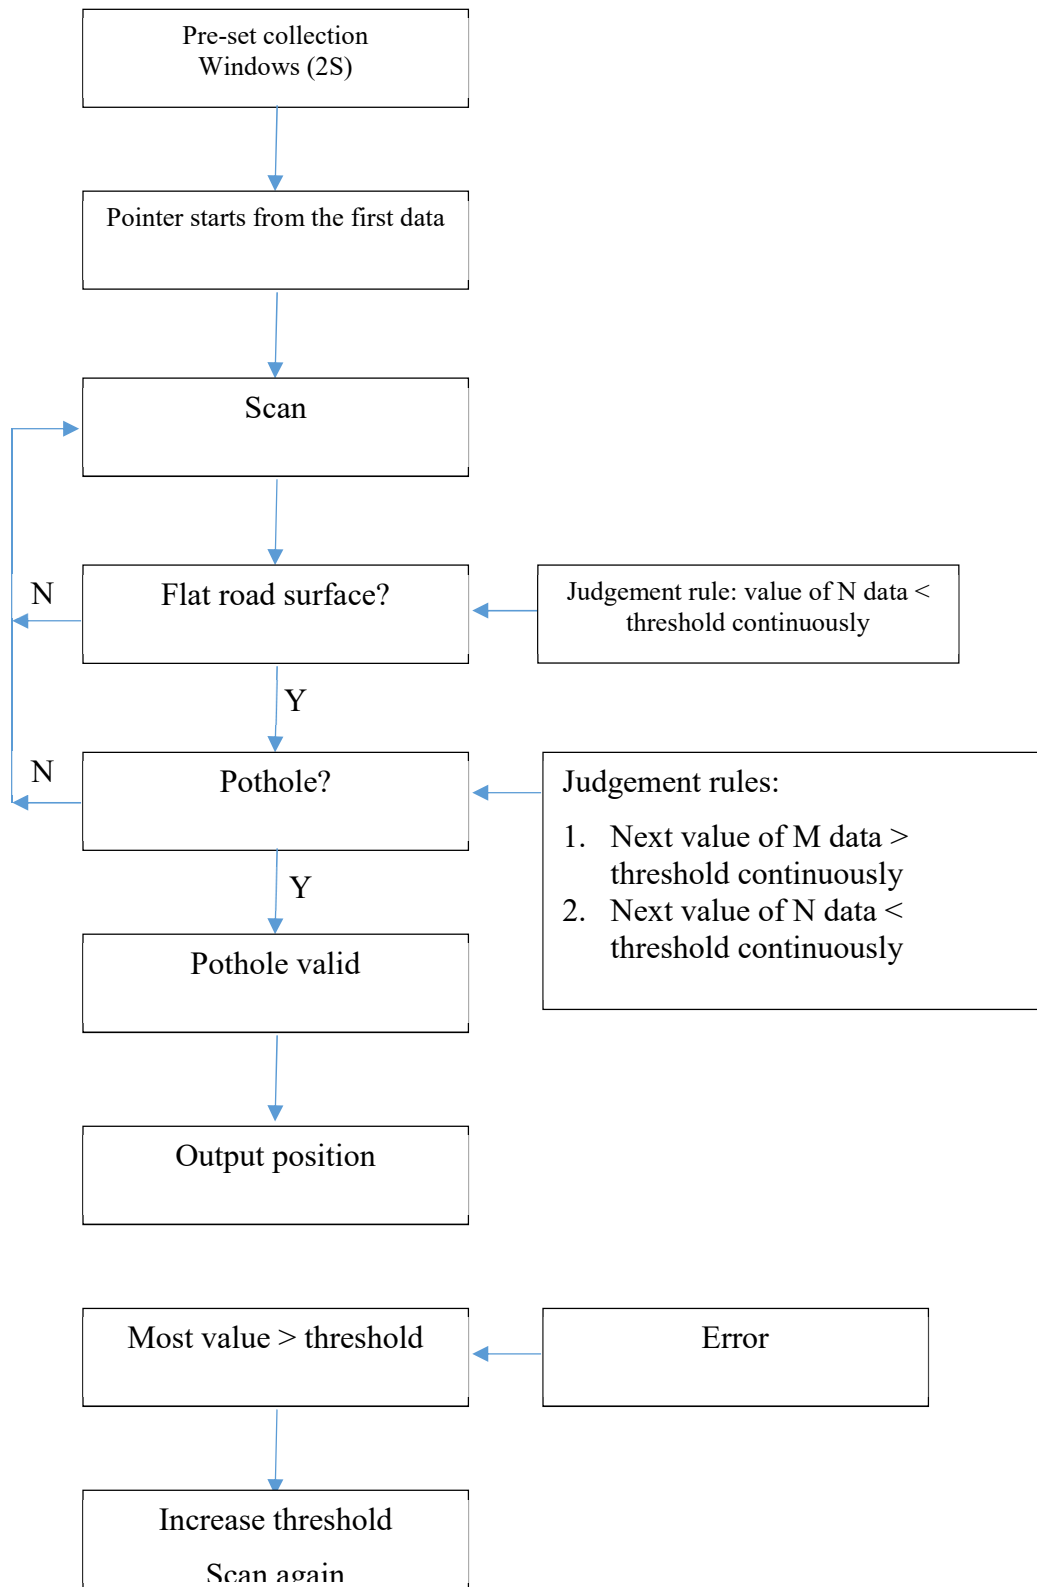 Pre-set collection
Windows (2S)
Pointer starts from the first data
Scan
N
Flat road surface?
Judgement rule: value of N data <
threshold continuously
Y
N
Pothole?
Judgement rules:
1. Next value of M data >
threshold continuously
2. Next value of N data <
threshold continuously
Y
Pothole valid
Output position
Most value > threshold
Error
Increase threshold
Scan again